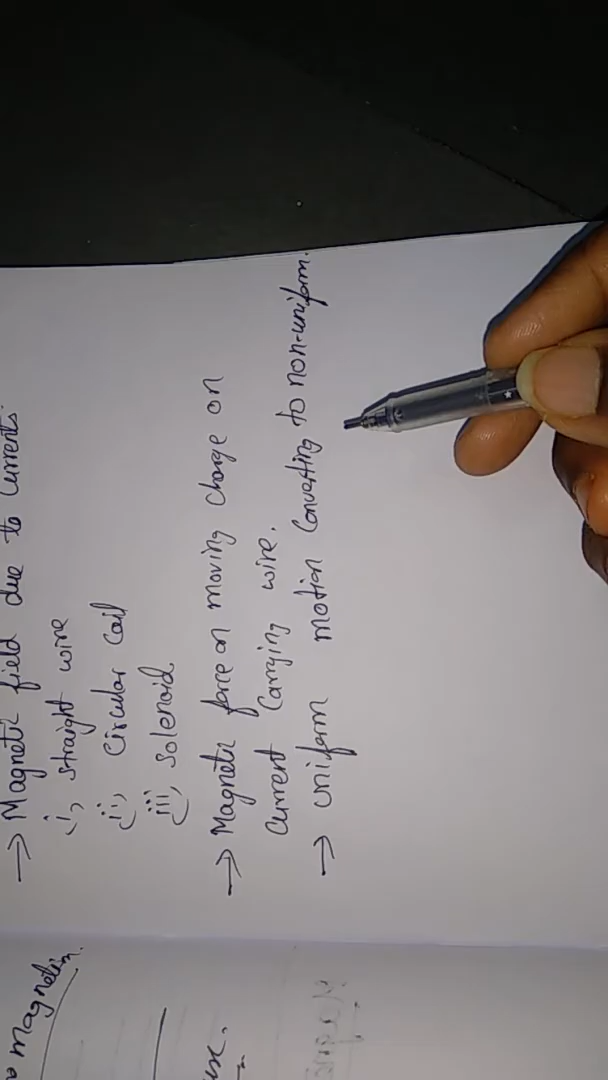 → Magnetic field due to currents.
i, straight wire
ii, Circular coil
iii, solenoid
→ Magnetic force on moving charge on
current carrying wire.
→ uniform motion converting to non-uniform.
magnetin